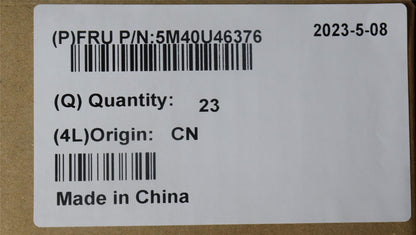 (P)FRU P/N:5M40U46376 2023-5-08
(Q) Quantity: 23
(4L)Origin: CN
Made in China